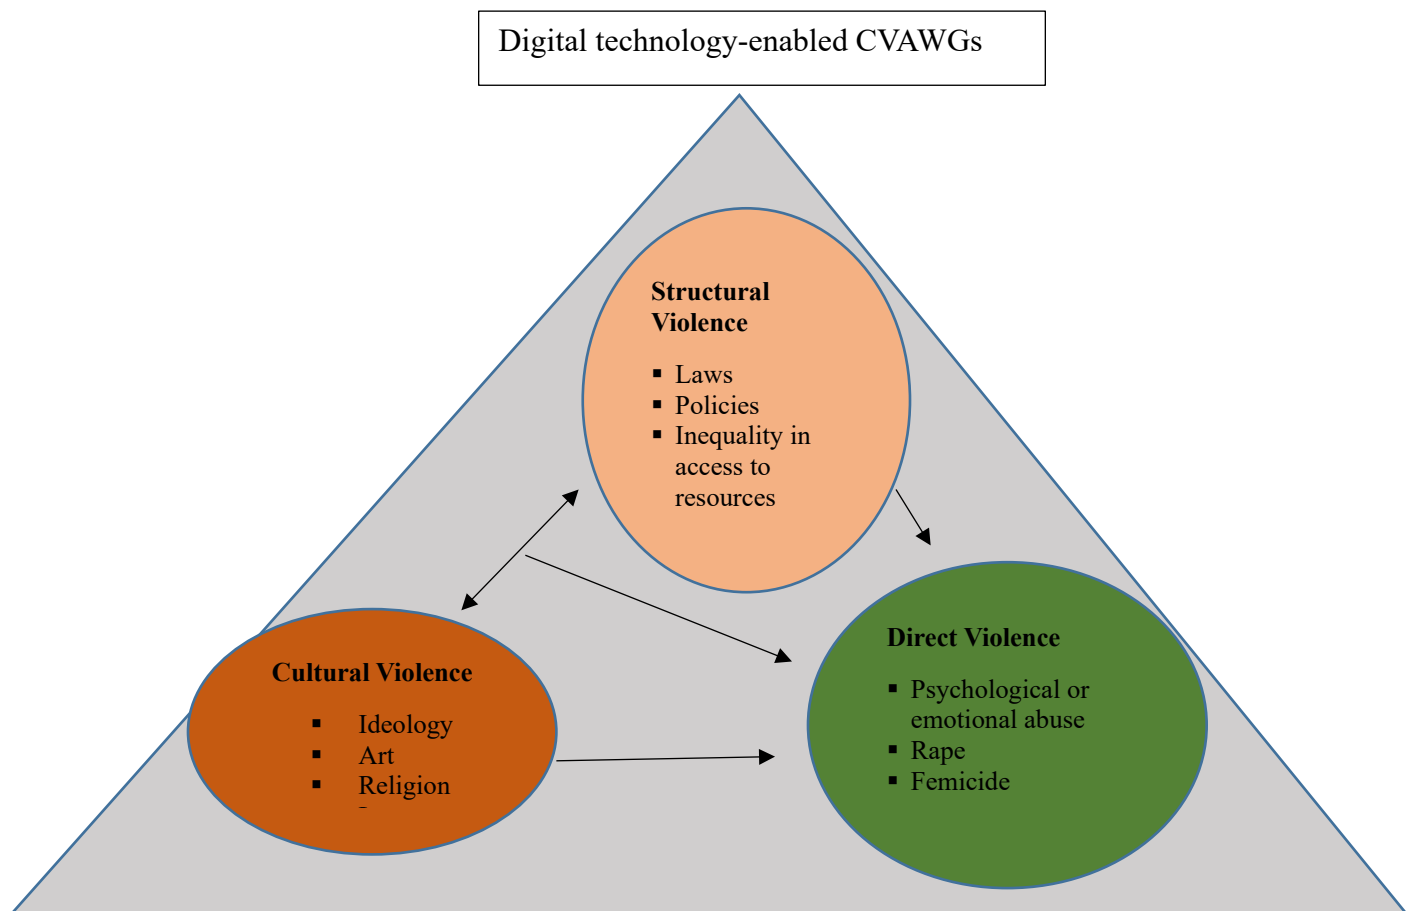 Digital technology-enabled CVAWGs
Structural
Violence
▪ Laws
▪ Policies
▪ Inequality in
access to
resources
Cultural Violence
▪ Ideology
▪ Art
▪ Religion
Direct Violence
▪ Psychological or
emotional abuse
▪ Rape
▪ Femicide